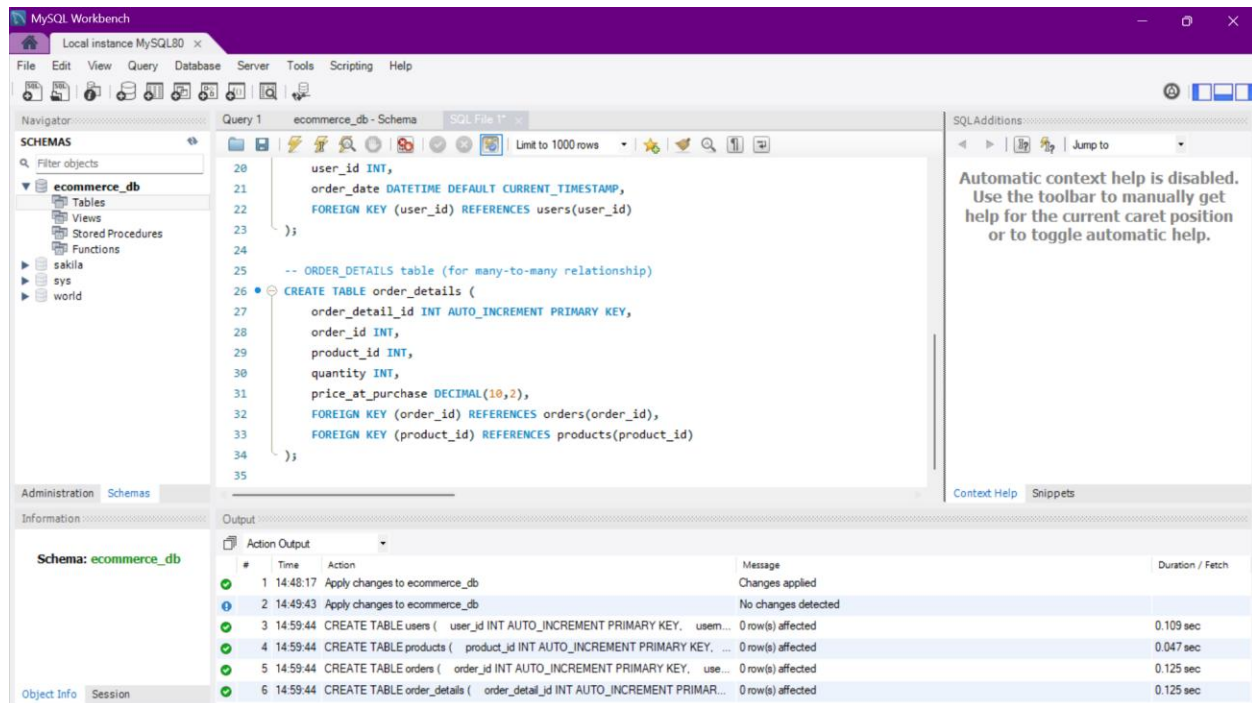 MySQL Workbench
Local instance MySQL80
File Edit View Query Database Server Tools Scripting Help
Navigator
SCHEMAS
Filter objects
ecommerce_db
Tables
Views
Stored Procedures
Functions
sakila
sys
world
Administration Schemas
Information
Schema: ecommerce_db
Object Info Session
Query 1 ecommerce_db - Schema SQL File 1*
Limit to 1000 rows
20 user_id INT,
21 order_date DATETIME DEFAULT CURRENT_TIMESTAMP,
22 FOREIGN KEY (user_id) REFERENCES users(user_id)
23 );
24
25 -- ORDER_DETAILS table (for many-to-many relationship)
26 CREATE TABLE order_details (
27 order_detail_id INT AUTO_INCREMENT PRIMARY KEY,
28 order_id INT,
29 product_id INT,
30 quantity INT,
31 price_at_purchase DECIMAL(10,2),
32 FOREIGN KEY (order_id) REFERENCES orders(order_id),
33 FOREIGN KEY (product_id) REFERENCES products(product_id)
34 );
35
SQLAdditions
Jump to
Automatic context help is disabled.
Use the toolbar to manually get
help for the current caret position
or to toggle automatic help.
Context Help Snippets
Output
Action Output
# Time Action Message Duration / Fetch
1 14:48:17 Apply changes to ecommerce_db Changes applied
2 14:49:43 Apply changes to ecommerce_db No changes detected
3 14:59:44 CREATE TABLE users ( user_id INT AUTO_INCREMENT PRIMARY KEY, usern... 0 row(s) affected 0.109 sec
4 14:59:44 CREATE TABLE products ( product_id INT AUTO_INCREMENT PRIMARY KEY, ... 0 row(s) affected 0.047 sec
5 14:59:44 CREATE TABLE orders ( order_id INT AUTO_INCREMENT PRIMARY KEY, use... 0 row(s) affected 0.125 sec
6 14:59:44 CREATE TABLE order_details ( order_detail_id INT AUTO_INCREMENT PRIMAR... 0 row(s) affected 0.125 sec